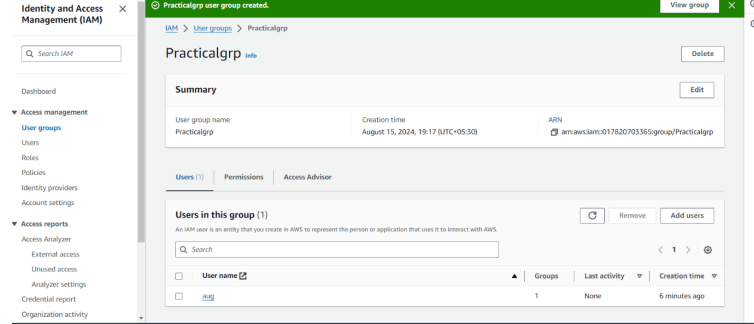 Identity and Access Management (IAM)
Search IAM
Dashboard
Access management
User groups
Users
Roles
Policies
Identity providers
Account settings
Access reports
Access Analyzer
External access
Unused access
Analyzer settings
Credential report
Organization activity
Practicalgrp user group created.
View group
IAM > User groups > Practicalgrp
Practicalgrp Info
Delete
Summary
Edit
User group name
Practicalgrp
Creation time
August 15, 2024, 19:17 (UTC+05:30)
ARN
arn:aws:iam::017820703365:group/Practicalgrp
Users (1) Permissions Access Advisor
Users in this group (1)
Remove Add users
An IAM user is an entity that you create in AWS to represent the person or application that uses it to interact with AWS.
Search
1
User name Groups Last activity Creation time
aug 1 None 6 minutes ago